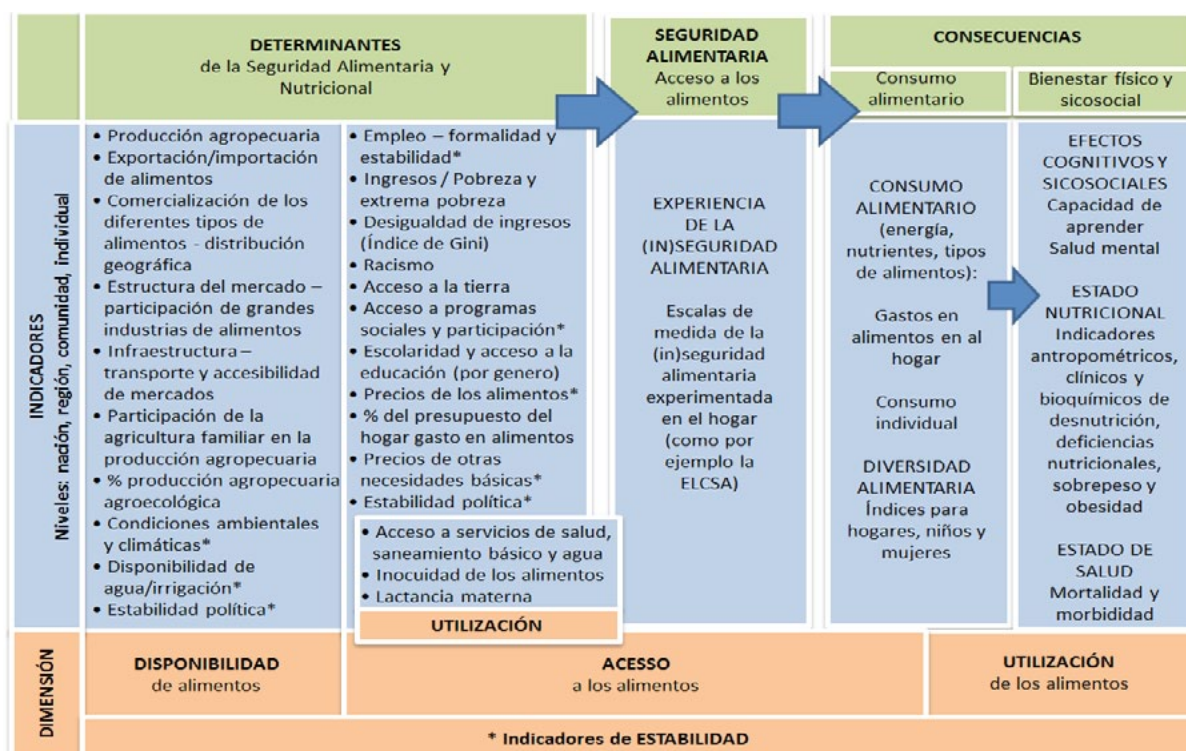 DETERMINANTES
de la Seguridad Alimentaria y
Nutricional
SEGURIDAD
ALIMENTARIA
Acceso a los
alimentos
CONSECUENCIAS
Consumo
alimentario
Bienestar físico y
sicosocial
INDICADORES
Niveles: nación, región, comunidad, individual
• Producción agropecuaria
• Exportación/importación
de alimentos
• Comercialización de los
diferentes tipos de
alimentos - distribución
geográfica
• Estructura del mercado –
participación de grandes
industrias de alimentos
• Infraestructura –
transporte y accesibilidad
de mercados
• Participación de la
agricultura familiar en la
producción agropecuaria
• % producción agropecuaria
agroecológica
• Condiciones ambientales
y climáticas*
• Disponibilidad de
agua/irrigación*
• Estabilidad política*
• Empleo – formalidad y
estabilidad*
• Ingresos / Pobreza y
extrema pobreza
• Desigualdad de ingresos
(Índice de Gini)
• Racismo
• Acceso a la tierra
• Acceso a programas
sociales y participación*
• Escolaridad y acceso a la
educación (por genero)
• Precios de los alimentos*
• % del presupuesto del
hogar gasto en alimentos
• Precios de otras
necesidades básicas*
• Estabilidad política*
• Acceso a servicios de salud,
saneamiento básico y agua
• Inocuidad de los alimentos
• Lactancia materna
UTILIZACIÓN
EXPERIENCIA
DE LA
(IN)SEGURIDAD
ALIMENTARIA
Escalas de
medida de la
(in)seguridad
alimentaria
experimentada
en el hogar
(como por
ejemplo la
ELCSA)
CONSUMO
ALIMENTARIO
(energía,
nutrientes, tipos
de alimentos):
Gastos en
alimentos en al
hogar
Consumo
individual
DIVERSIDAD
ALIMENTARIA
Índices para
hogares, niños y
mujeres
EFECTOS
COGNITIVOS Y
SICOSOCIALES
Capacidad de
aprender
Salud mental
ESTADO
NUTRICIONAL
Indicadores
antropométricos,
clínicos y
bioquímicos de
desnutrición,
deficiencias
nutricionales,
sobrepeso y
obesidad
ESTADO DE
SALUD
Mortalidad y
morbididad
DIMENSIÓN
DISPONIBILIDAD
de alimentos
ACESSO
a los alimentos
UTILIZACIÓN
de los alimentos
* Indicadores de ESTABILIDAD